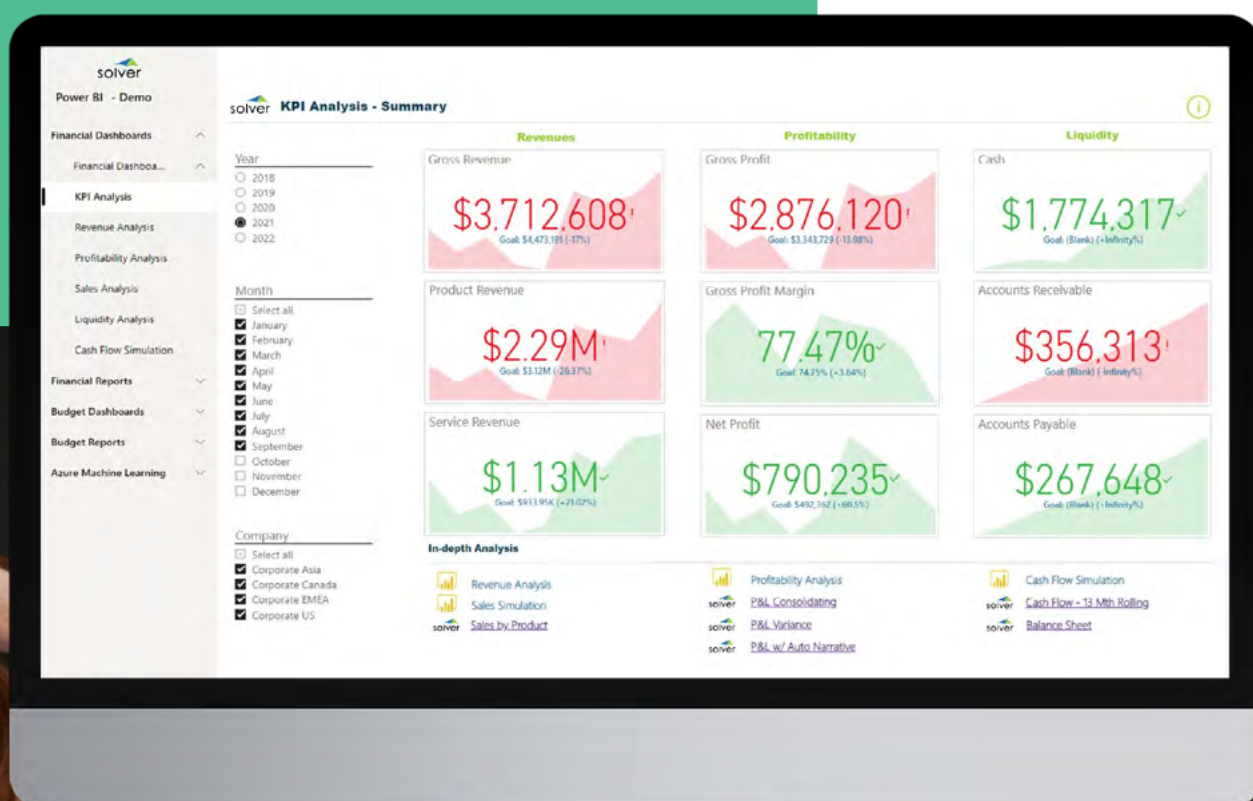 solver
Power BI - Demo
Financial Dashboards
Financial Dashboa...
KPI Analysis
Revenue Analysis
Profitability Analysis
Sales Analysis
Liquidity Analysis
Cash Flow Simulation
Financial Reports
Budget Dashboards
Budget Reports
Azure Machine Learning
solver KPI Analysis - Summary
i
Year
2018
2019
2020
2021
2022
Month
Select all
January
February
March
April
May
June
July
August
September
October
November
December
Company
Select all
Corporate Asia
Corporate Canada
Corporate EMEA
Corporate US
Revenues
Gross Revenue
$3,712,608!
Goal: $4,473,191 (-17%)
Product Revenue
$2.29M!
Goal: $3.12M (-26.37%)
Service Revenue
$1.13M
Goal: $933.95K (+21.02%)
Profitability
Gross Profit
$2,876,120!
Goal: $3,343,729 (-13.98%)
Gross Profit Margin
77.47%
Goal: 74.75% (+3.64%)
Net Profit
$790,235
Goal: $492,362 (+60.5%)
Liquidity
Cash
$1,774,317
Goal: (Blank) (+Infinity%)
Accounts Receivable
$356,313!
Goal: (Blank) (-Infinity%)
Accounts Payable
$267,648
Goal: (Blank) (+Infinity%)
In-depth Analysis
Revenue Analysis
Sales Simulation
solver Sales by Product
Profitability Analysis
solver P&L Consolidating
solver P&L Variance
solver P&L w/ Auto Narrative
Cash Flow Simulation
solver Cash Flow - 13 Mth Rolling
solver Balance Sheet